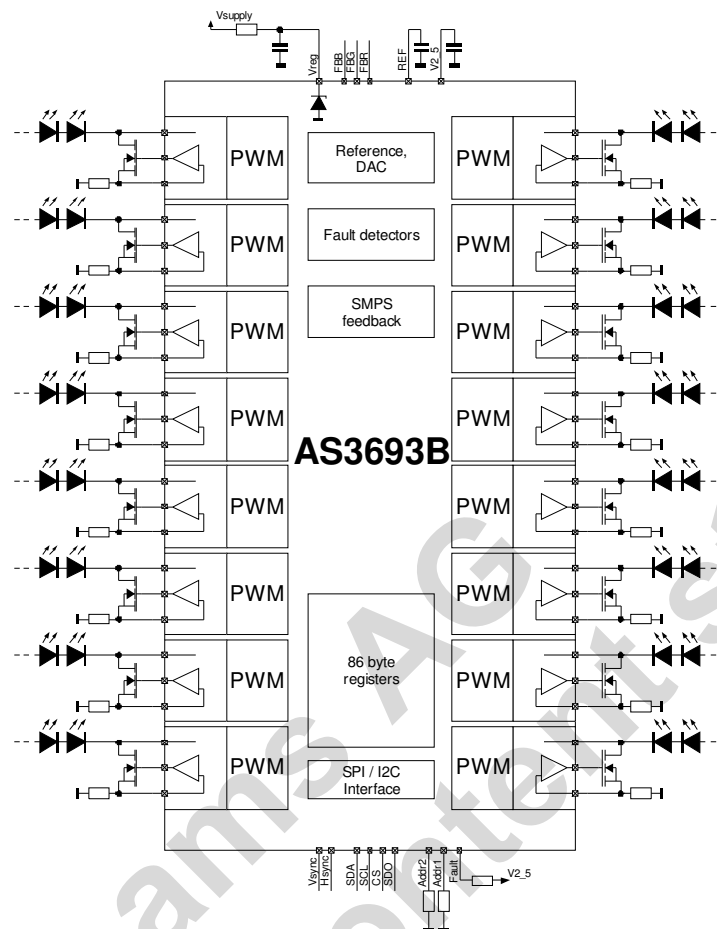 Vsupply
Vreg
FBB
FBG
FBR
REF
V2_5
PWM
Reference,
DAC
PWM
PWM
Fault detectors
PWM
PWM
SMPS
feedback
PWM
PWM
PWM
AS3693B
PWM
PWM
PWM
PWM
PWM
86 byte
registers
PWM
PWM
SPI / I2C
Interface
PWM
Vsync
Hsync
SDA
SCL
CS
SDO
Addr2
Addr1
Fault
V2_5
ams AG